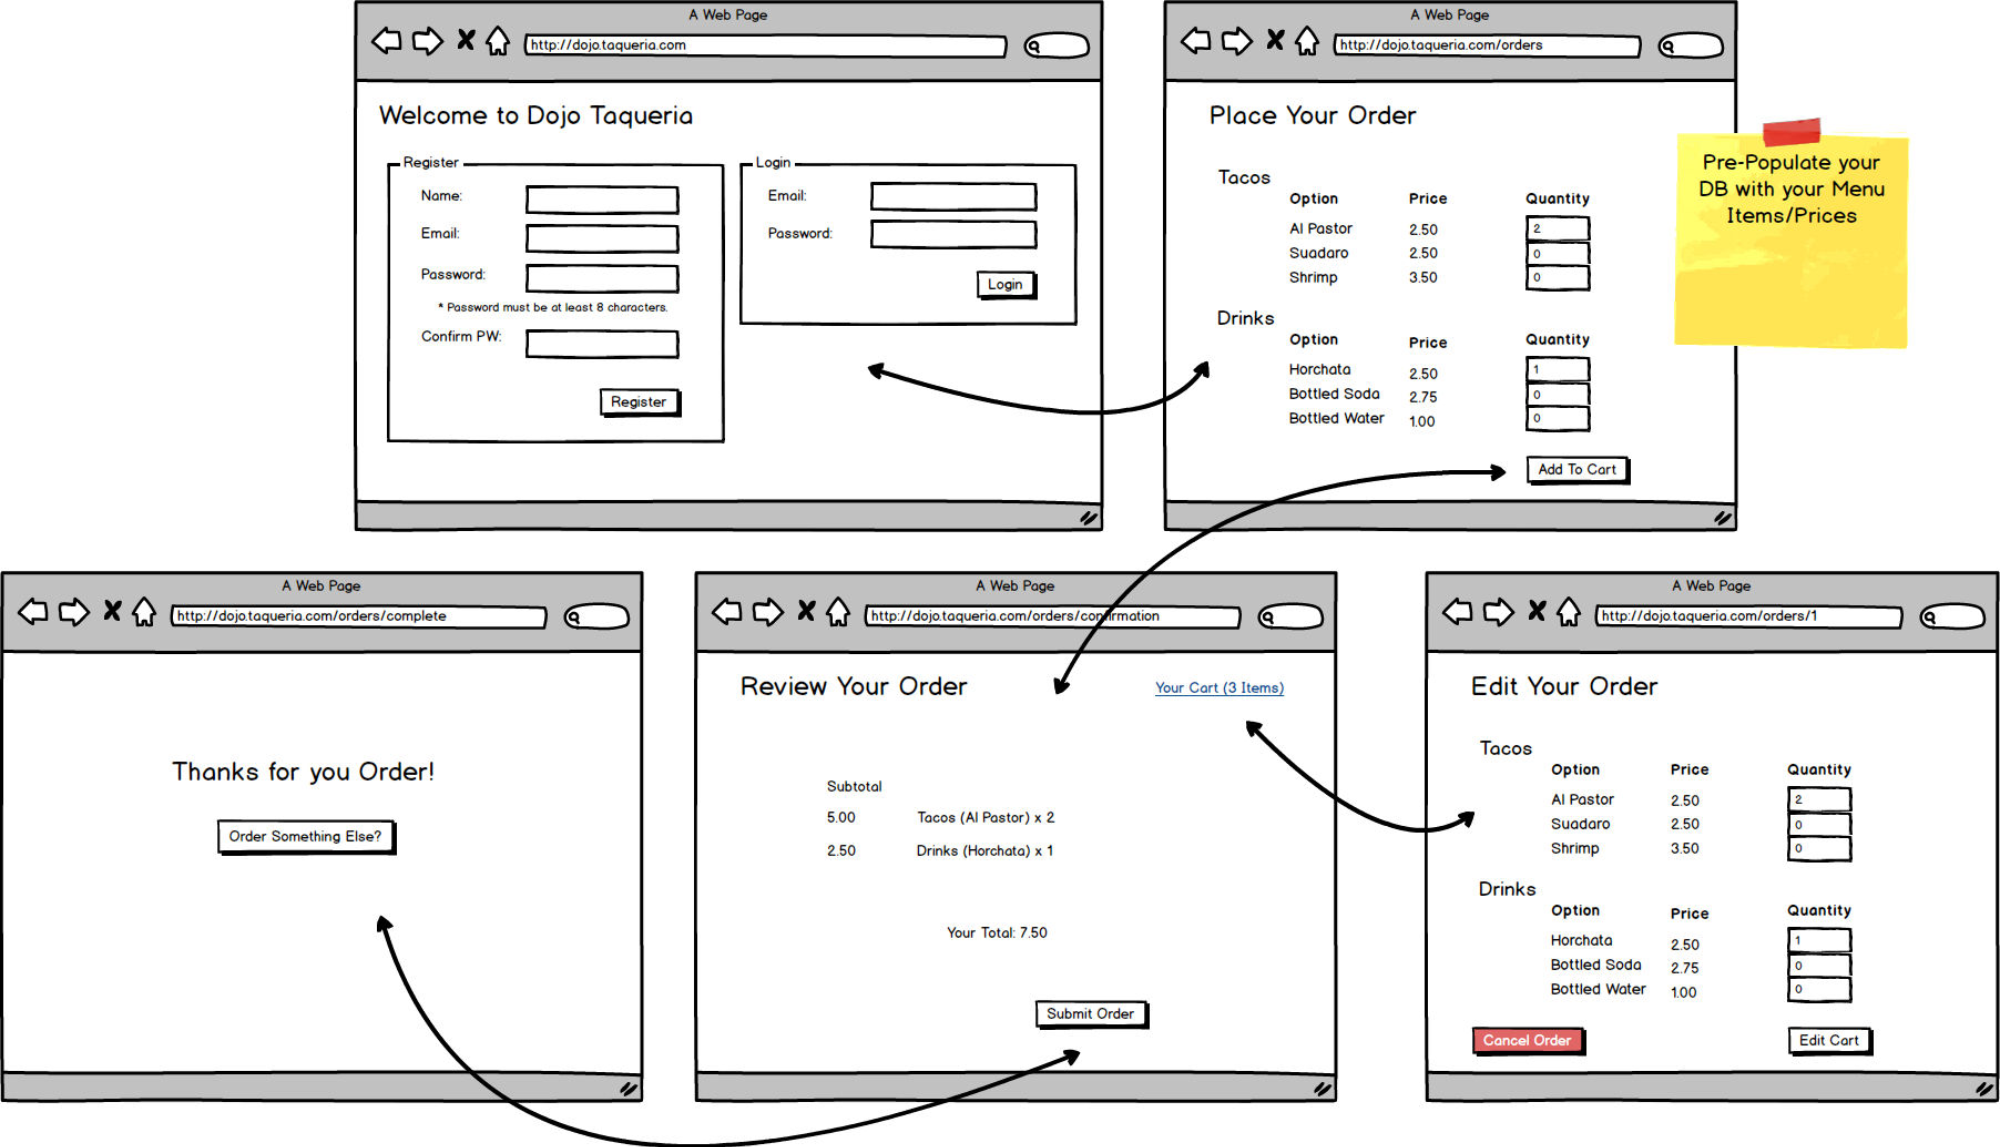 A Web Page
http://dojo.taqueria.com
Welcome to Dojo Taqueria
Register
Name:
Email:
Password:
* Password must be at least 8 characters.
Confirm PW:
Register
Login
Email:
Password:
Login
A Web Page
http://dojo.taqueria.com/orders
Place Your Order
Tacos
Option Price Quantity
Al Pastor 2.50 2
Suadaro 2.50 0
Shrimp 3.50 0
Drinks
Option Price Quantity
Horchata 2.50 1
Bottled Soda 2.75 0
Bottled Water 1.00 0
Add To Cart
Pre-Populate your
DB with your Menu
Items/Prices
A Web Page
http://dojo.taqueria.com/orders/complete
Thanks for you Order!
Order Something Else?
A Web Page
http://dojo.taqueria.com/orders/confirmation
Review Your Order
Your Cart (3 Items)
Subtotal
5.00 Tacos (Al Pastor) x 2
2.50 Drinks (Horchata) x 1
Your Total: 7.50
Submit Order
A Web Page
http://dojo.taqueria.com/orders/1
Edit Your Order
Tacos
Option Price Quantity
Al Pastor 2.50 2
Suadaro 2.50 0
Shrimp 3.50 0
Drinks
Option Price Quantity
Horchata 2.50 1
Bottled Soda 2.75 0
Bottled Water 1.00 0
Cancel Order
Edit Cart